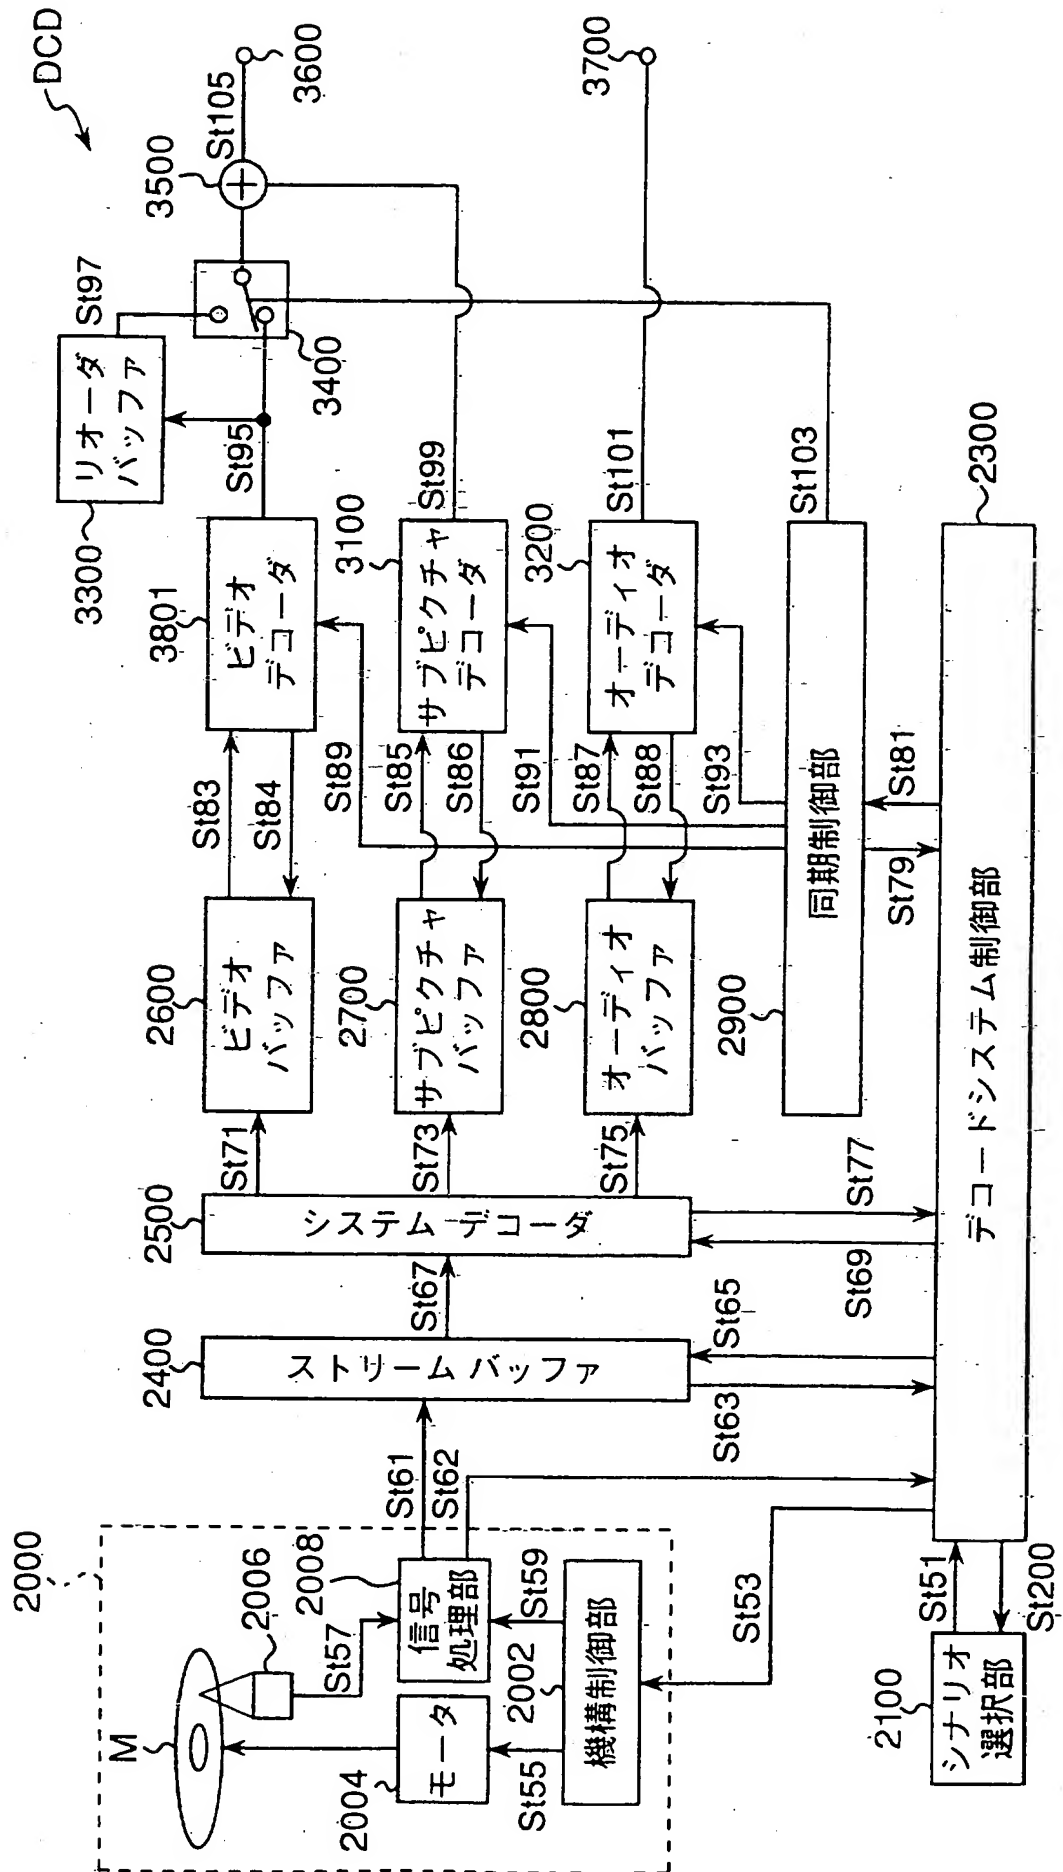 DCD
2000
M
2006
St57
2008
信号
処理部
2004
モータ
St55
2002
St59
機構制御部
St61
St62
St53
2100
シナリオ
選択部
St51
St200
2400
ストリームバッファ
St63
St65
St67
2500
システムデコーダ
St69
St77
St71
St73
St75
2600
ビデオ
バッファ
2700
サブピクチャ
バッファ
2800
オーディオ
バッファ
2900
同期制御部
St79
St81
St83
St84
St89
St85
St86
St91
St87
St88
St93
3801
ビデオ
デコーダ
3100
サブピクチャ
デコーダ
3200
オーディオ
デコーダ
3300
リオーダ
バッファ
St95
St97
St99
St101
St103
3400
3500
St105
3600
3700
2300
デコードシステム制御部